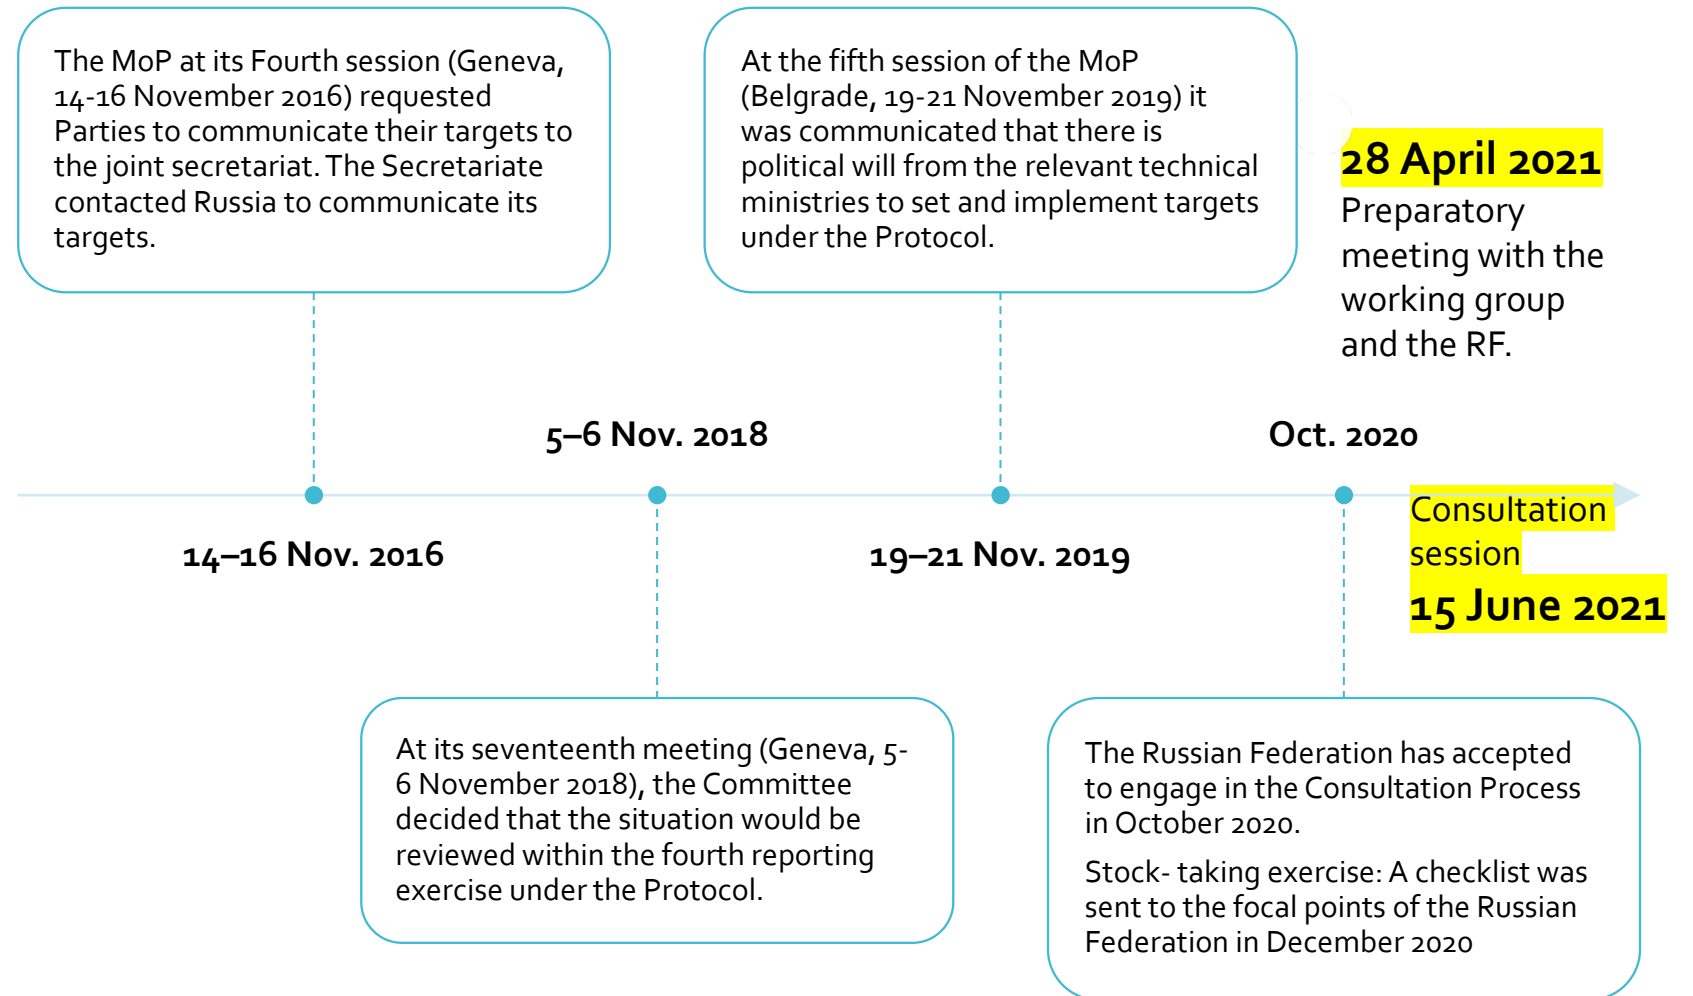 The MoP at its Fourth session (Geneva,
14-16 November 2016) requested
Parties to communicate their targets to
the joint secretariat. The Secretariate
contacted Russia to communicate its
targets.
At the fifth session of the MoP
(Belgrade, 19-21 November 2019) it
was communicated that there is
political will from the relevant technical
ministries to set and implement targets
under the Protocol.
28 April 2021
Preparatory
meeting with the
working group
and the RF.
5–6 Nov. 2018
Oct. 2020
14–16 Nov. 2016
19–21 Nov. 2019
Consultation
session
15 June 2021
At its seventeenth meeting (Geneva, 5-
6 November 2018), the Committee
decided that the situation would be
reviewed within the fourth reporting
exercise under the Protocol.
The Russian Federation has accepted
to engage in the Consultation Process
in October 2020.
Stock- taking exercise: A checklist was
sent to the focal points of the Russian
Federation in December 2020